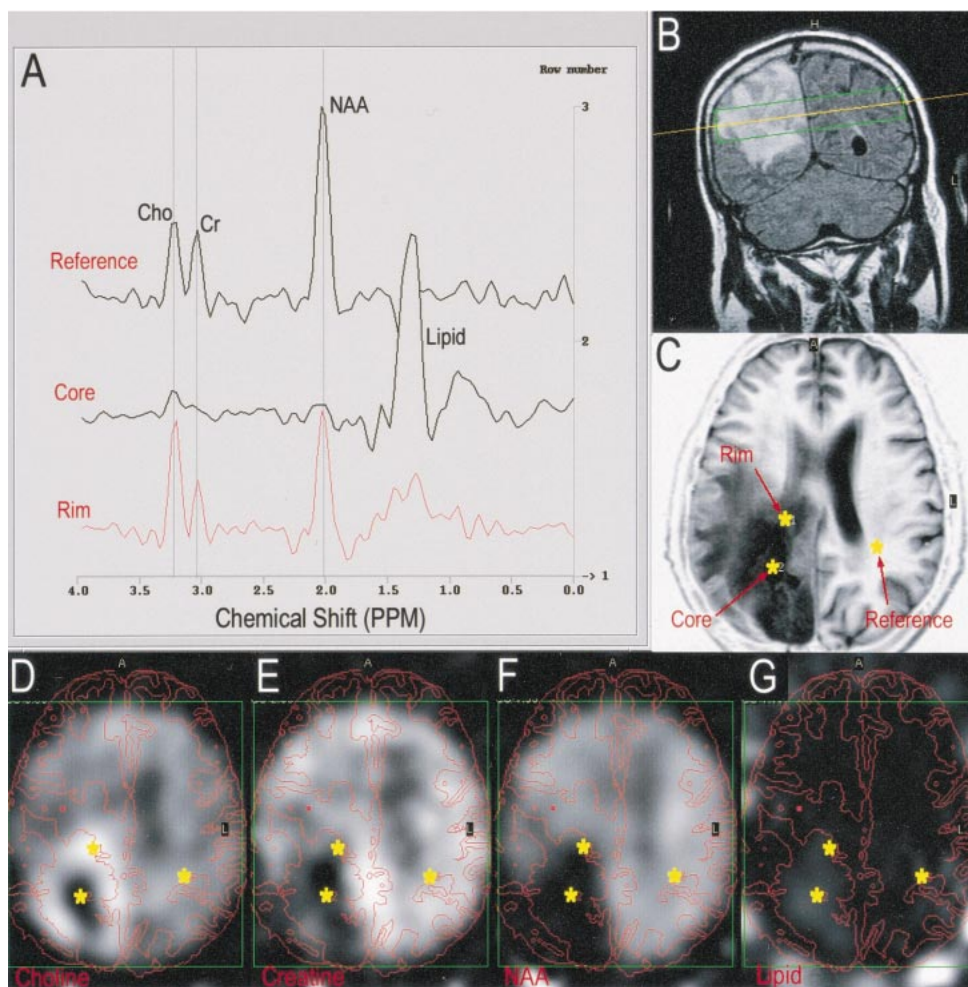 A
Row number
3
NAA
Cho
Cr
Reference
2
Lipid
Core
Rim
-> 1
4.0 3.5 3.0 2.5 2.0 1.5 1.0 0.5 0.0
Chemical Shift (PPM)
B
H
L
C
A
Rim
L
Core
Reference
D
A
L
Choline
E
A
L
Creatine
F
A
L
NAA
G
A
L
Lipid